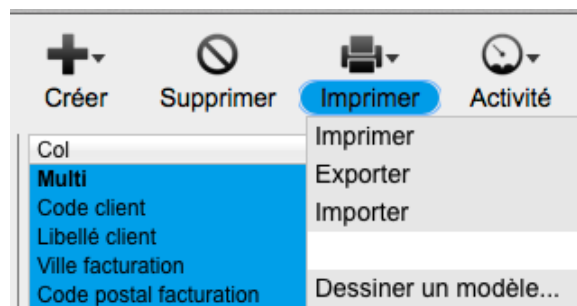 Créer Supprimer Imprimer Activité
Imprimer
Exporter
Importer
Dessiner un modèle...
Col
Multi
Code client
Libellé client
Ville facturation
Code postal facturation